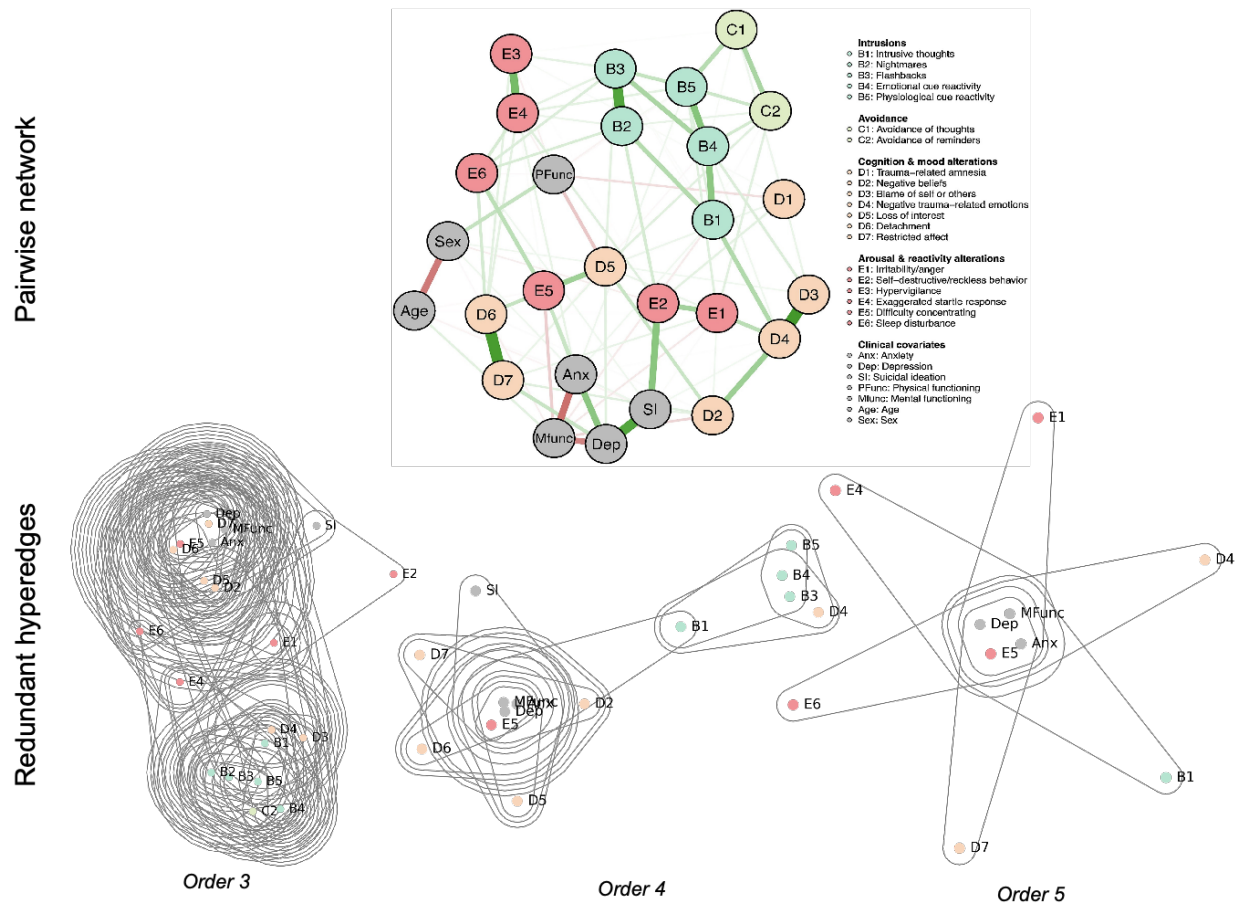 Pairwise network
C1
E3
B3
B5
E4
C2
B2
B4
E6
PFunc
D1
B1
Sex
D5
E5
E2
D3
Age
D6
E1
D4
D7
Anx
SI
D2
Mfunc
Dep
Intrusions
B1: Intrusive thoughts
B2: Nightmares
B3: Flashbacks
B4: Emotional cue reactivity
B5: Physiological cue reactivity
Avoidance
C1: Avoidance of thoughts
C2: Avoidance of reminders
Cognition & mood alterations
D1: Trauma-related amnesia
D2: Negative beliefs
D3: Blame of self or others
D4: Negative trauma-related emotions
D5: Loss of interest
D6: Detachment
D7: Restricted affect
Arousal & reactivity alterations
E1: Irritability/anger
E2: Self-destructive/reckless behavior
E3: Hypervigilance
E4: Exaggerated startle response
E5: Difficulty concentrating
E6: Sleep disturbance
Clinical covariates
Anx: Anxiety
Dep: Depression
SI: Suicidal ideation
PFunc: Physical functioning
Mfunc: Mental functioning
Age: Age
Sex: Sex
Redundant hyperedges
Dep
D7
MFunc
SI
E5
Anx
D6
E2
D5
D2
E6
E1
E4
D4
D3
B1
B2
B3
B5
C2
B4
Order 3
B5
B4
SI
B3
D4
B1
D7
MFunc
Anx
D2
Dep
E5
D6
D5
Order 4
E1
E4
D4
MFunc
Dep
Anx
E5
E6
B1
D7
Order 5